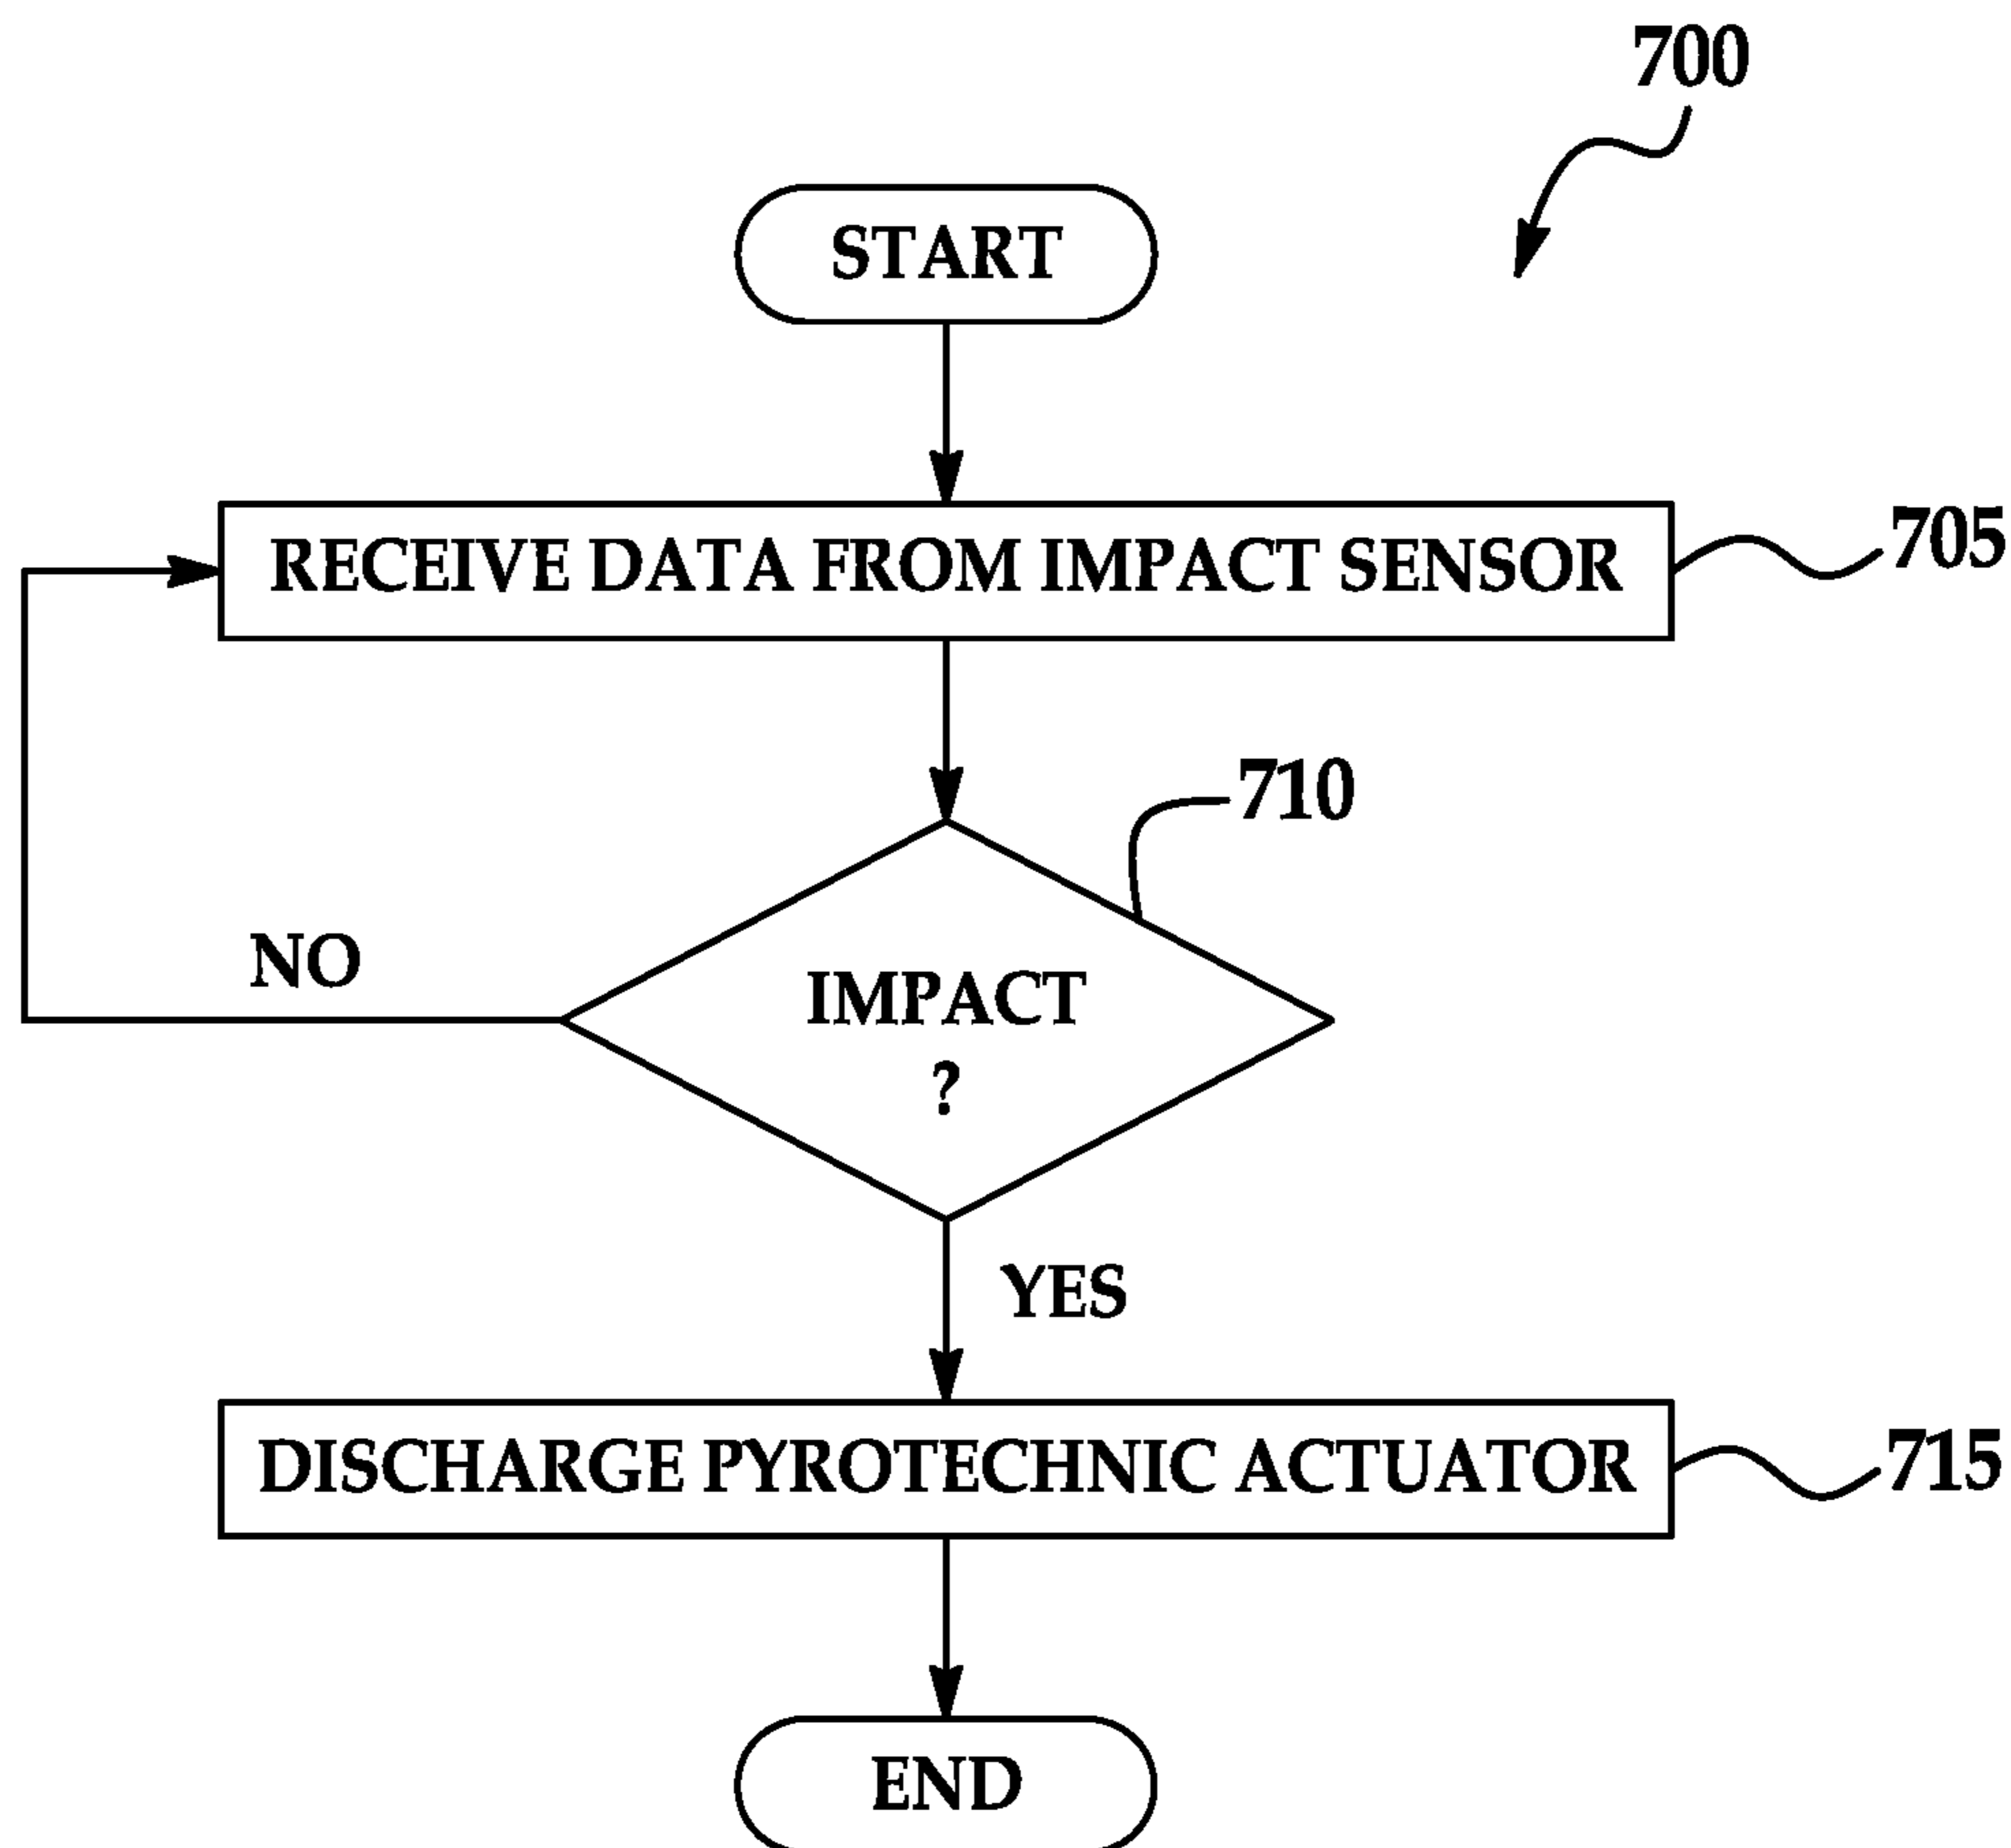 700
START
RECEIVE DATA FROM IMPACT SENSOR
705
710
NO
IMPACT
?
YES
DISCHARGE PYROTECHNIC ACTUATOR
715
END